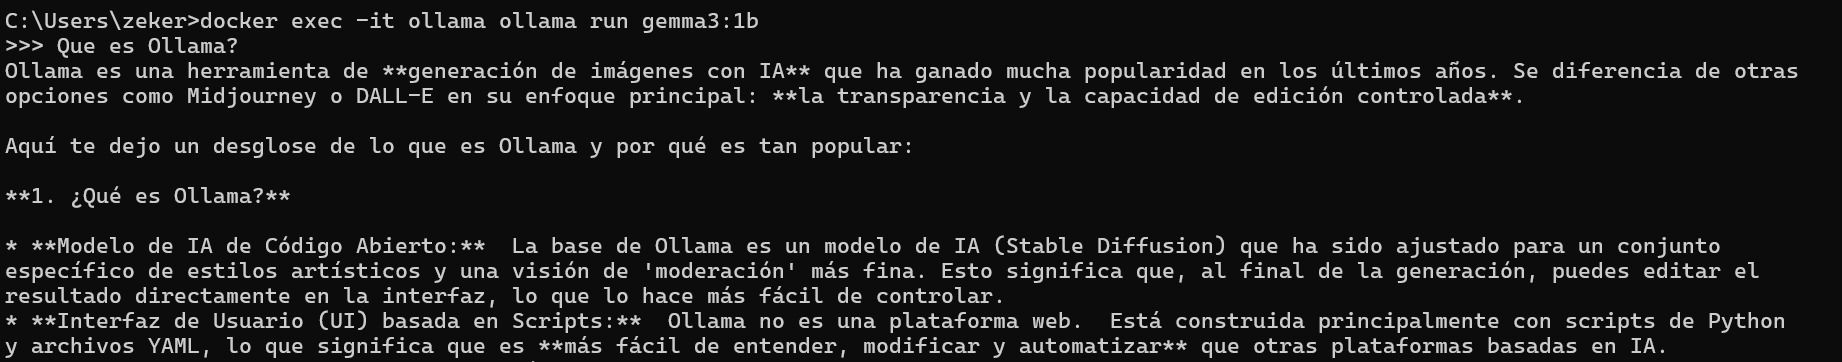 C:\Users\zeker>docker exec -it ollama ollama run gemma3:1b
>>> Que es Ollama?
Ollama es una herramienta de **generación de imágenes con IA** que ha ganado mucha popularidad en los últimos años. Se diferencia de otras
opciones como Midjourney o DALL-E en su enfoque principal: **la transparencia y la capacidad de edición controlada**.
Aquí te dejo un desglose de lo que es Ollama y por qué es tan popular:
**1. ¿Qué es Ollama?**
* **Modelo de IA de Código Abierto:**  La base de Ollama es un modelo de IA (Stable Diffusion) que ha sido ajustado para un conjunto
específico de estilos artísticos y una visión de 'moderación' más fina. Esto significa que, al final de la generación, puedes editar el
resultado directamente en la interfaz, lo que lo hace más fácil de controlar.
* **Interfaz de Usuario (UI) basada en Scripts:**  Ollama no es una plataforma web.  Está construida principalmente con scripts de Python
y archivos YAML, lo que significa que es **más fácil de entender, modificar y automatizar** que otras plataformas basadas en IA.